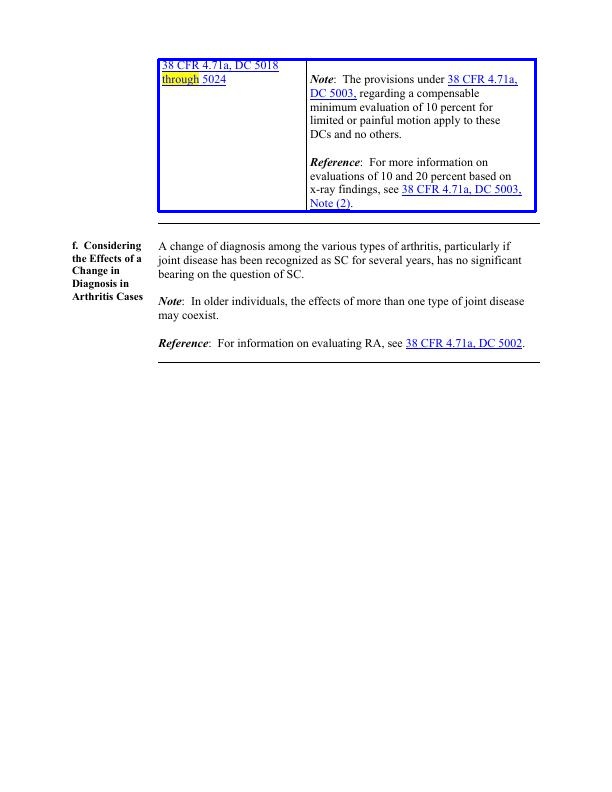 38 CFR 4.71a, DC 5018
through 5024
Note:  The provisions under 38 CFR 4.71a,
DC 5003, regarding a compensable
minimum evaluation of 10 percent for
limited or painful motion apply to these
DCs and no others.
Reference:  For more information on
evaluations of 10 and 20 percent based on
x-ray findings, see 38 CFR 4.71a, DC 5003,
Note (2).
f.  Considering
the Effects of a
Change in
Diagnosis in
Arthritis Cases
A change of diagnosis among the various types of arthritis, particularly if
joint disease has been recognized as SC for several years, has no significant
bearing on the question of SC.
Note:  In older individuals, the effects of more than one type of joint disease
may coexist.
Reference:  For information on evaluating RA, see 38 CFR 4.71a, DC 5002.